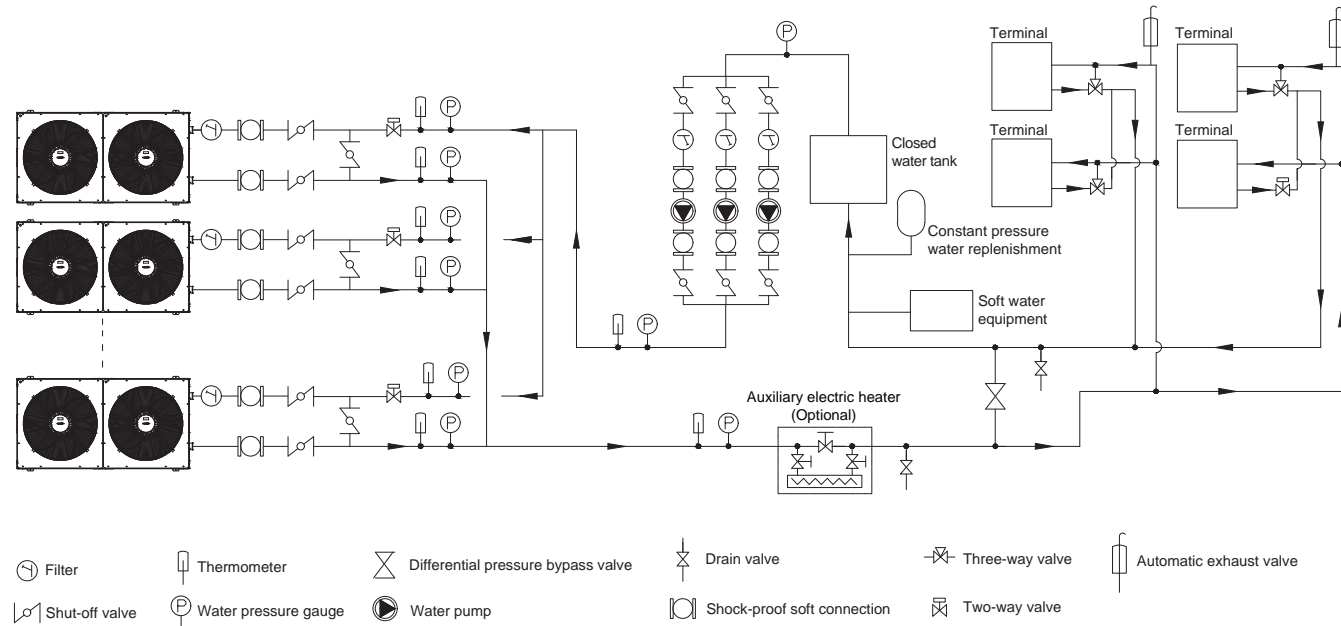 Terminal
Terminal
P
P
P
Closed
water tank
Terminal
Terminal
P
P
Constant pressure
water replenishment
P
Soft water
equipment
P
P
Auxiliary electric heater
(Optional)
P
P
Filter
Thermometer
Differential pressure bypass valve
Drain valve
Three-way valve
Automatic exhaust valve
Shut-off valve
P
Water pressure gauge
Water pump
Shock-proof soft connection
Two-way valve